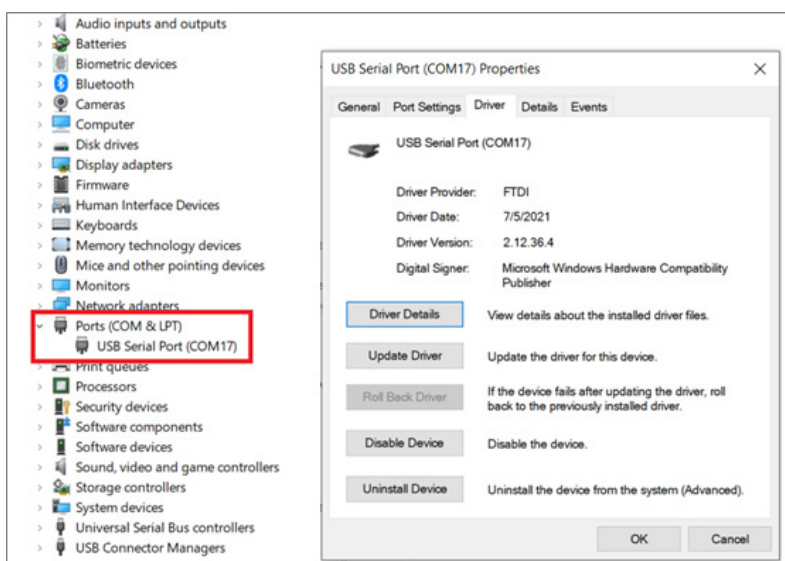 Audio inputs and outputs
Batteries
Biometric devices
Bluetooth
Cameras
Computer
Disk drives
Display adapters
Firmware
Human Interface Devices
Keyboards
Memory technology devices
Mice and other pointing devices
Monitors
Network adapters
Ports (COM & LPT)
USB Serial Port (COM17)
Print queues
Processors
Security devices
Software components
Software devices
Sound, video and game controllers
Storage controllers
System devices
Universal Serial Bus controllers
USB Connector Managers
USB Serial Port (COM17) Properties
General Port Settings Driver Details Events
USB Serial Port (COM17)
Driver Provider: FTDI
Driver Date: 7/5/2021
Driver Version: 2.12.36.4
Digital Signer: Microsoft Windows Hardware Compatibility
Publisher
Driver Details View details about the installed driver files.
Update Driver Update the driver for this device.
Roll Back Driver If the device fails after updating the driver, roll
back to the previously installed driver.
Disable Device Disable the device.
Uninstall Device Uninstall the device from the system (Advanced).
OK Cancel